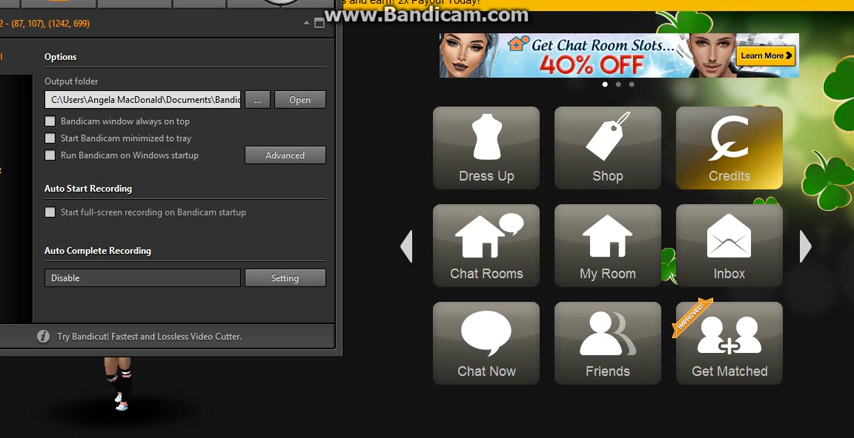 www.Bandicam.com
s and earn! 2x Payout Today!
2 - (87, 107), (1242, 699)
Options
Output folder
C:\Users\Angela MacDonald\Documents\Bandic
...
Open
Bandicam window always on top
Start Bandicam minimized to tray
Run Bandicam on Windows startup
Advanced
Auto Start Recording
Start full-screen recording on Bandicam startup
Auto Complete Recording
Disable
Setting
Try Bandicut! Fastest and Lossless Video Cutter.
Get Chat Room Slots...
40% OFF
Learn More
Dress Up
Shop
Credits
Chat Rooms
My Room
Inbox
IMPROVED!
Chat Now
Friends
Get Matched